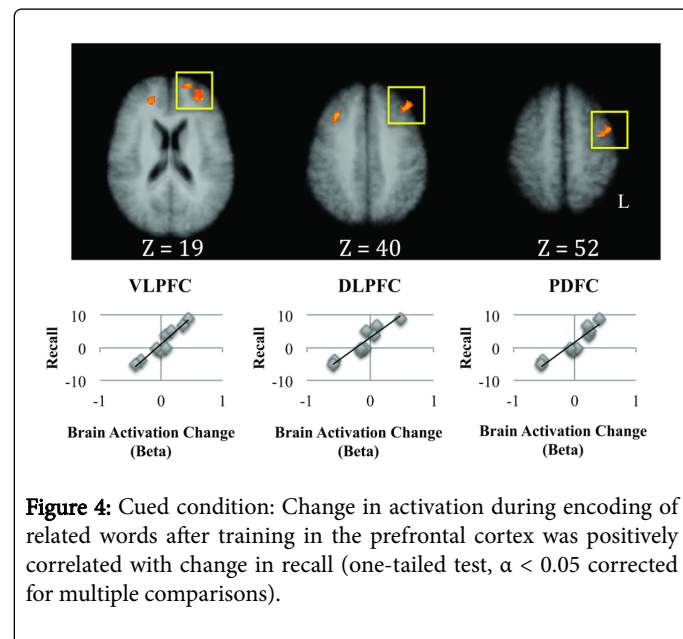 L
Z = 19
Z = 40
Z = 52
VLPFC
DLPFC
PDFC
Recall
10
0
-10
-1
0
1
Brain Activation Change
(Beta)
Recall
10
0
-10
-1
0
1
Brain Activation Change
(Beta)
Recall
10
0
-10
-1
0
1
Brain Activation Change
(Beta)
Figure 4: Cued condition: Change in activation during encoding of
related words after training in the prefrontal cortex was positively
correlated with change in recall (one-tailed test, α < 0.05 corrected
for multiple comparisons).